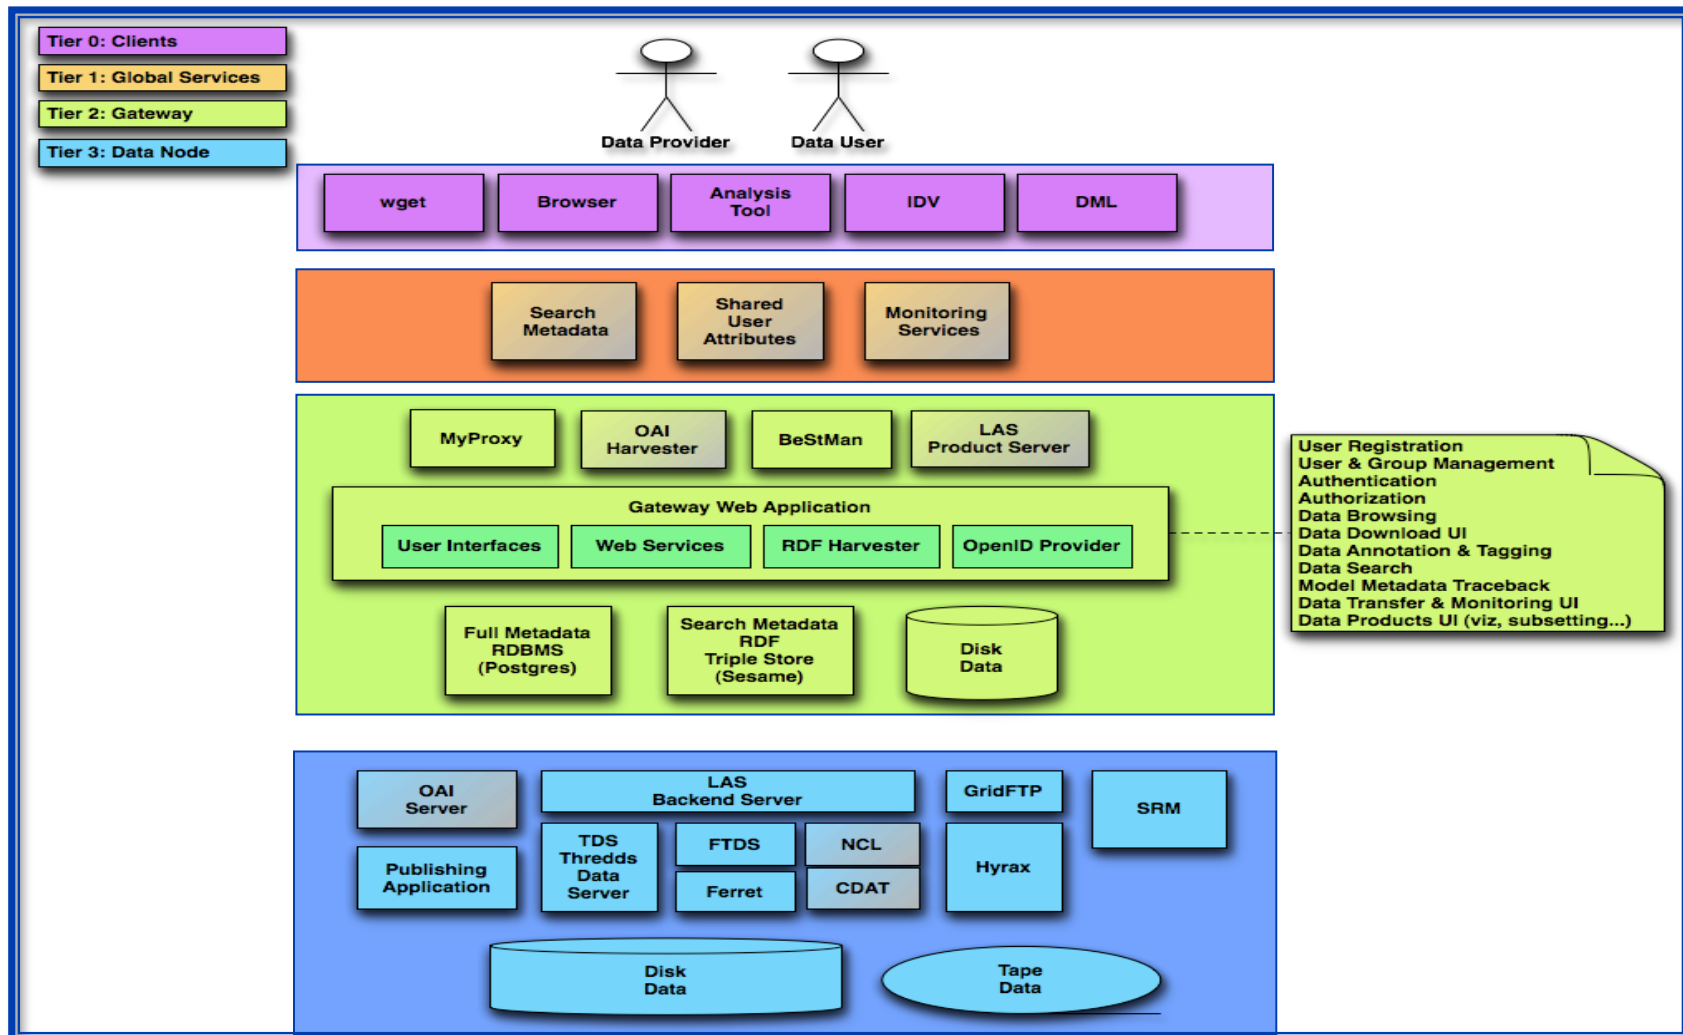 Tier 0: Clients
Tier 1: Global Services
Tier 2: Gateway
Tier 3: Data Node
Data Provider
Data User
wget
Browser
Analysis
Tool
IDV
DML
Search
Metadata
Shared
User
Attributes
Monitoring
Services
MyProxy
OAI
Harvester
BeStMan
LAS
Product Server
Gateway Web Application
User Interfaces
Web Services
RDF Harvester
OpenID Provider
Full Metadata
RDBMS
(Postgres)
Search Metadata
RDF
Triple Store
(Sesame)
Disk
Data
User Registration
User & Group Management
Authentication
Authorization
Data Browsing
Data Download UI
Data Annotation & Tagging
Data Search
Model Metadata Traceback
Data Transfer & Monitoring UI
Data Products UI (viz, subsetting...)
OAI
Server
LAS
Backend Server
GridFTP
SRM
Publishing
Application
TDS
Thredds
Data
Server
FTDS
Ferret
NCL
CDAT
Hyrax
Disk
Data
Tape
Data